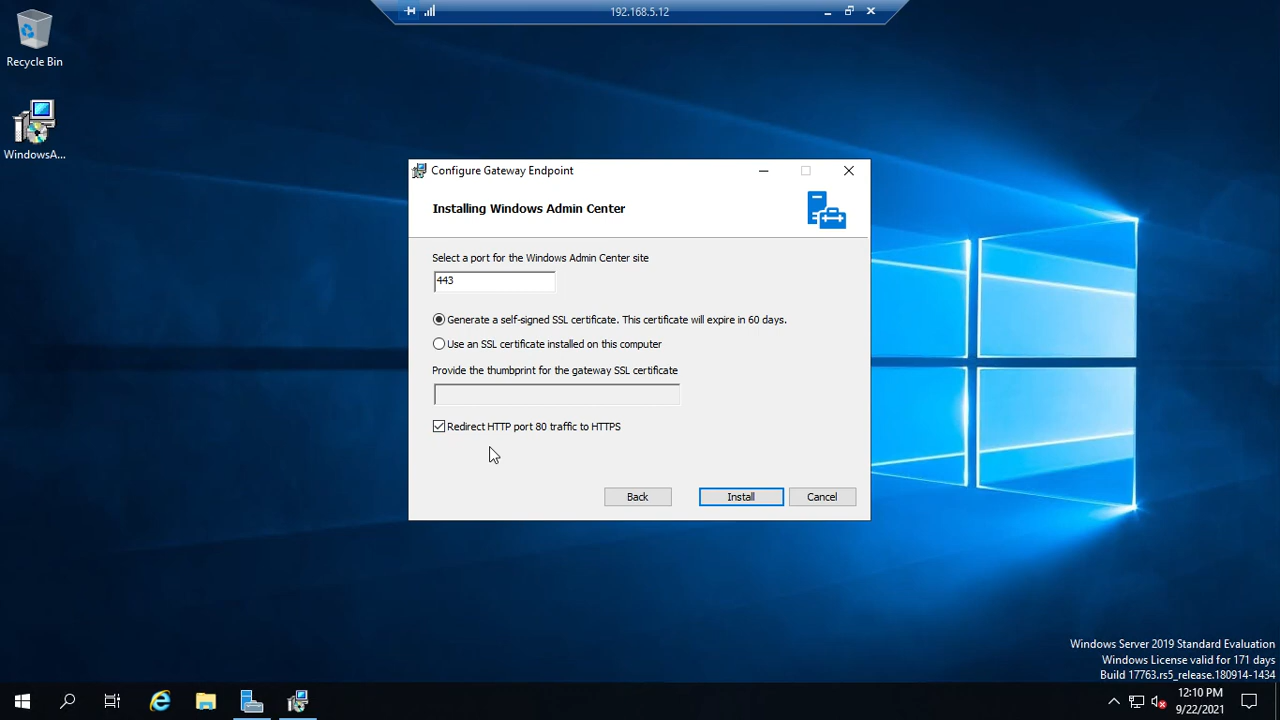 192.168.5.12
Recycle Bin
WindowsA...
Configure Gateway Endpoint
Installing Windows Admin Center
Select a port for the Windows Admin Center site
443
Generate a self-signed SSL certificate. This certificate will expire in 60 days.
Use an SSL certificate installed on this computer
Provide the thumbprint for the gateway SSL certificate
Redirect HTTP port 80 traffic to HTTPS
Back
Install
Cancel
Windows Server 2019 Standard Evaluation
Windows License valid for 171 days
Build 17763.rs5_release.180914-1434
12:10 PM
9/22/2021